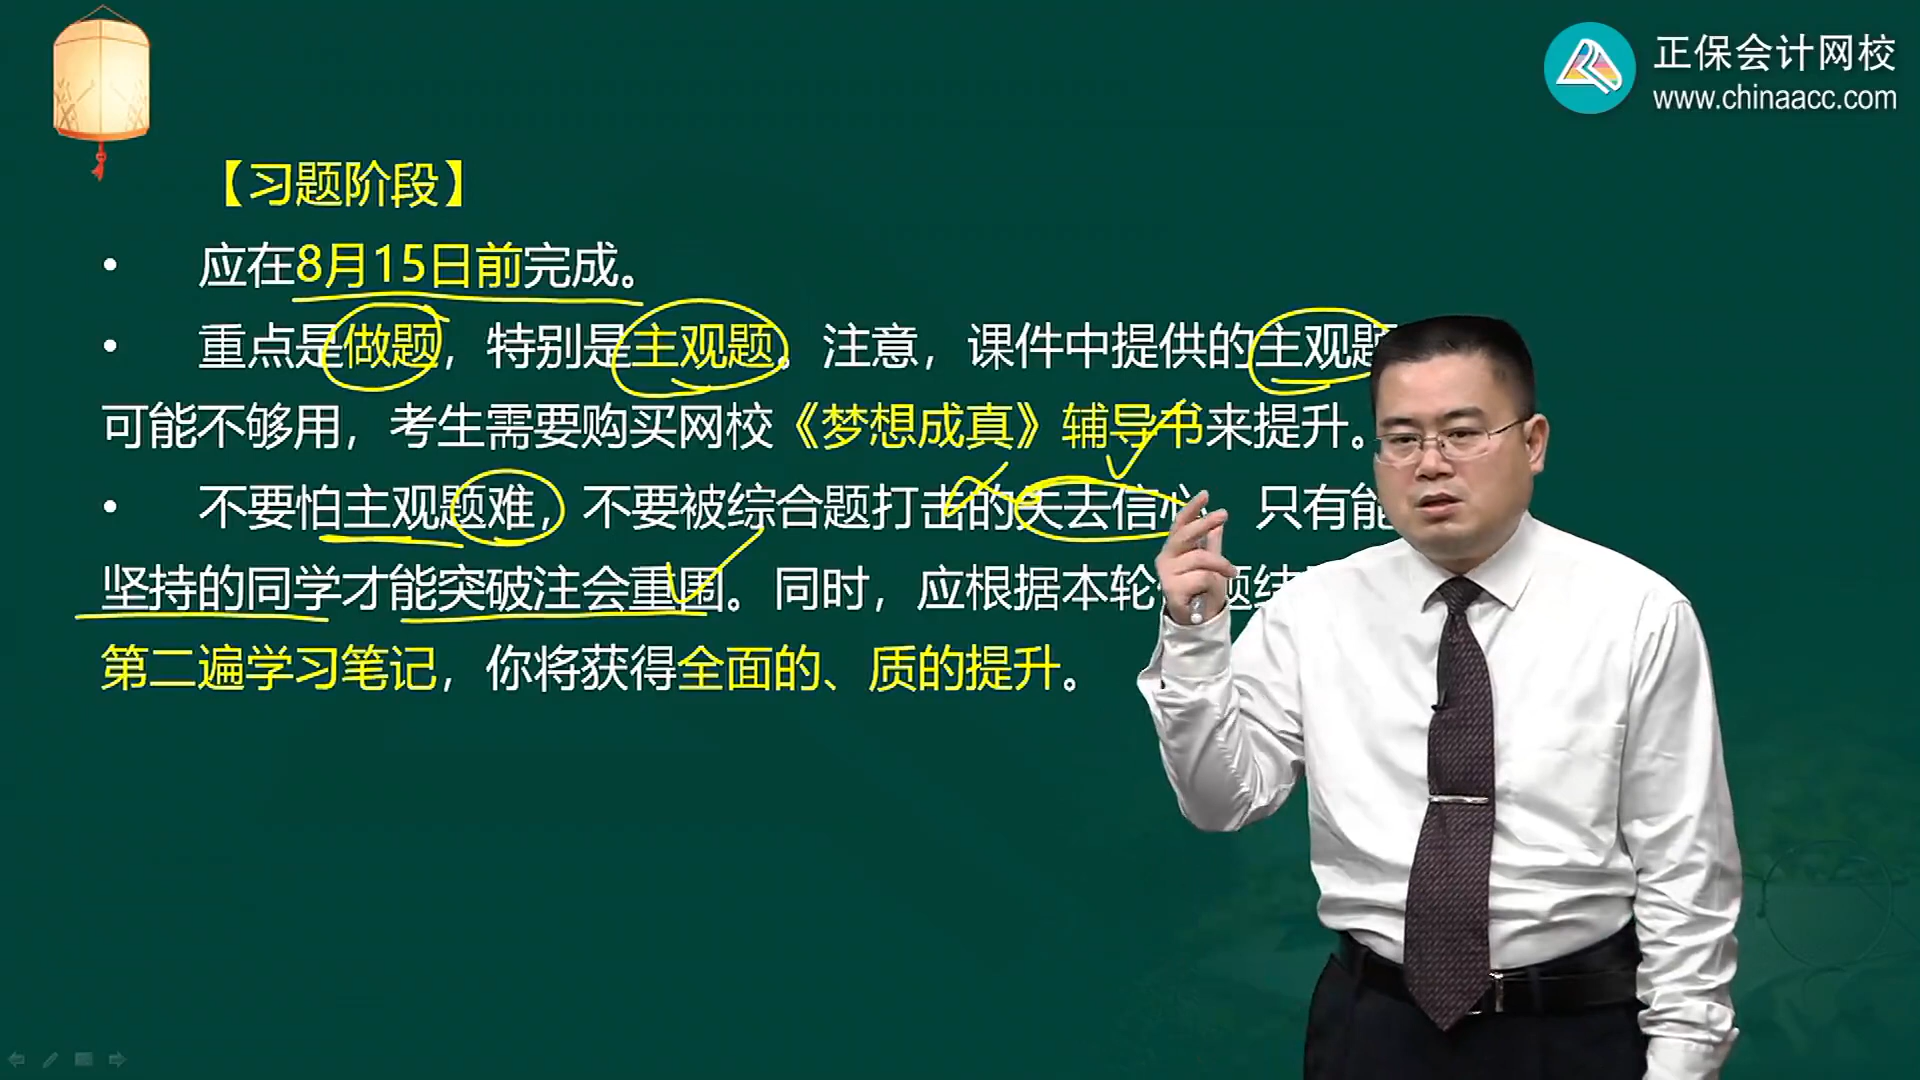 正保会计网校
www.chinaacc.com
【习题阶段】
• 应在8月15日前完成。
• 重点是做题，特别是主观题。注意，课件中提供的主观题
可能不够用，考生需要购买网校《梦想成真》辅导书来提升。
• 不要怕主观题难，不要被综合题打击的失去信心，只有能
坚持的同学才能突破注会重围。同时，应根据本轮
第二遍学习笔记，你将获得全面的、质的提升。